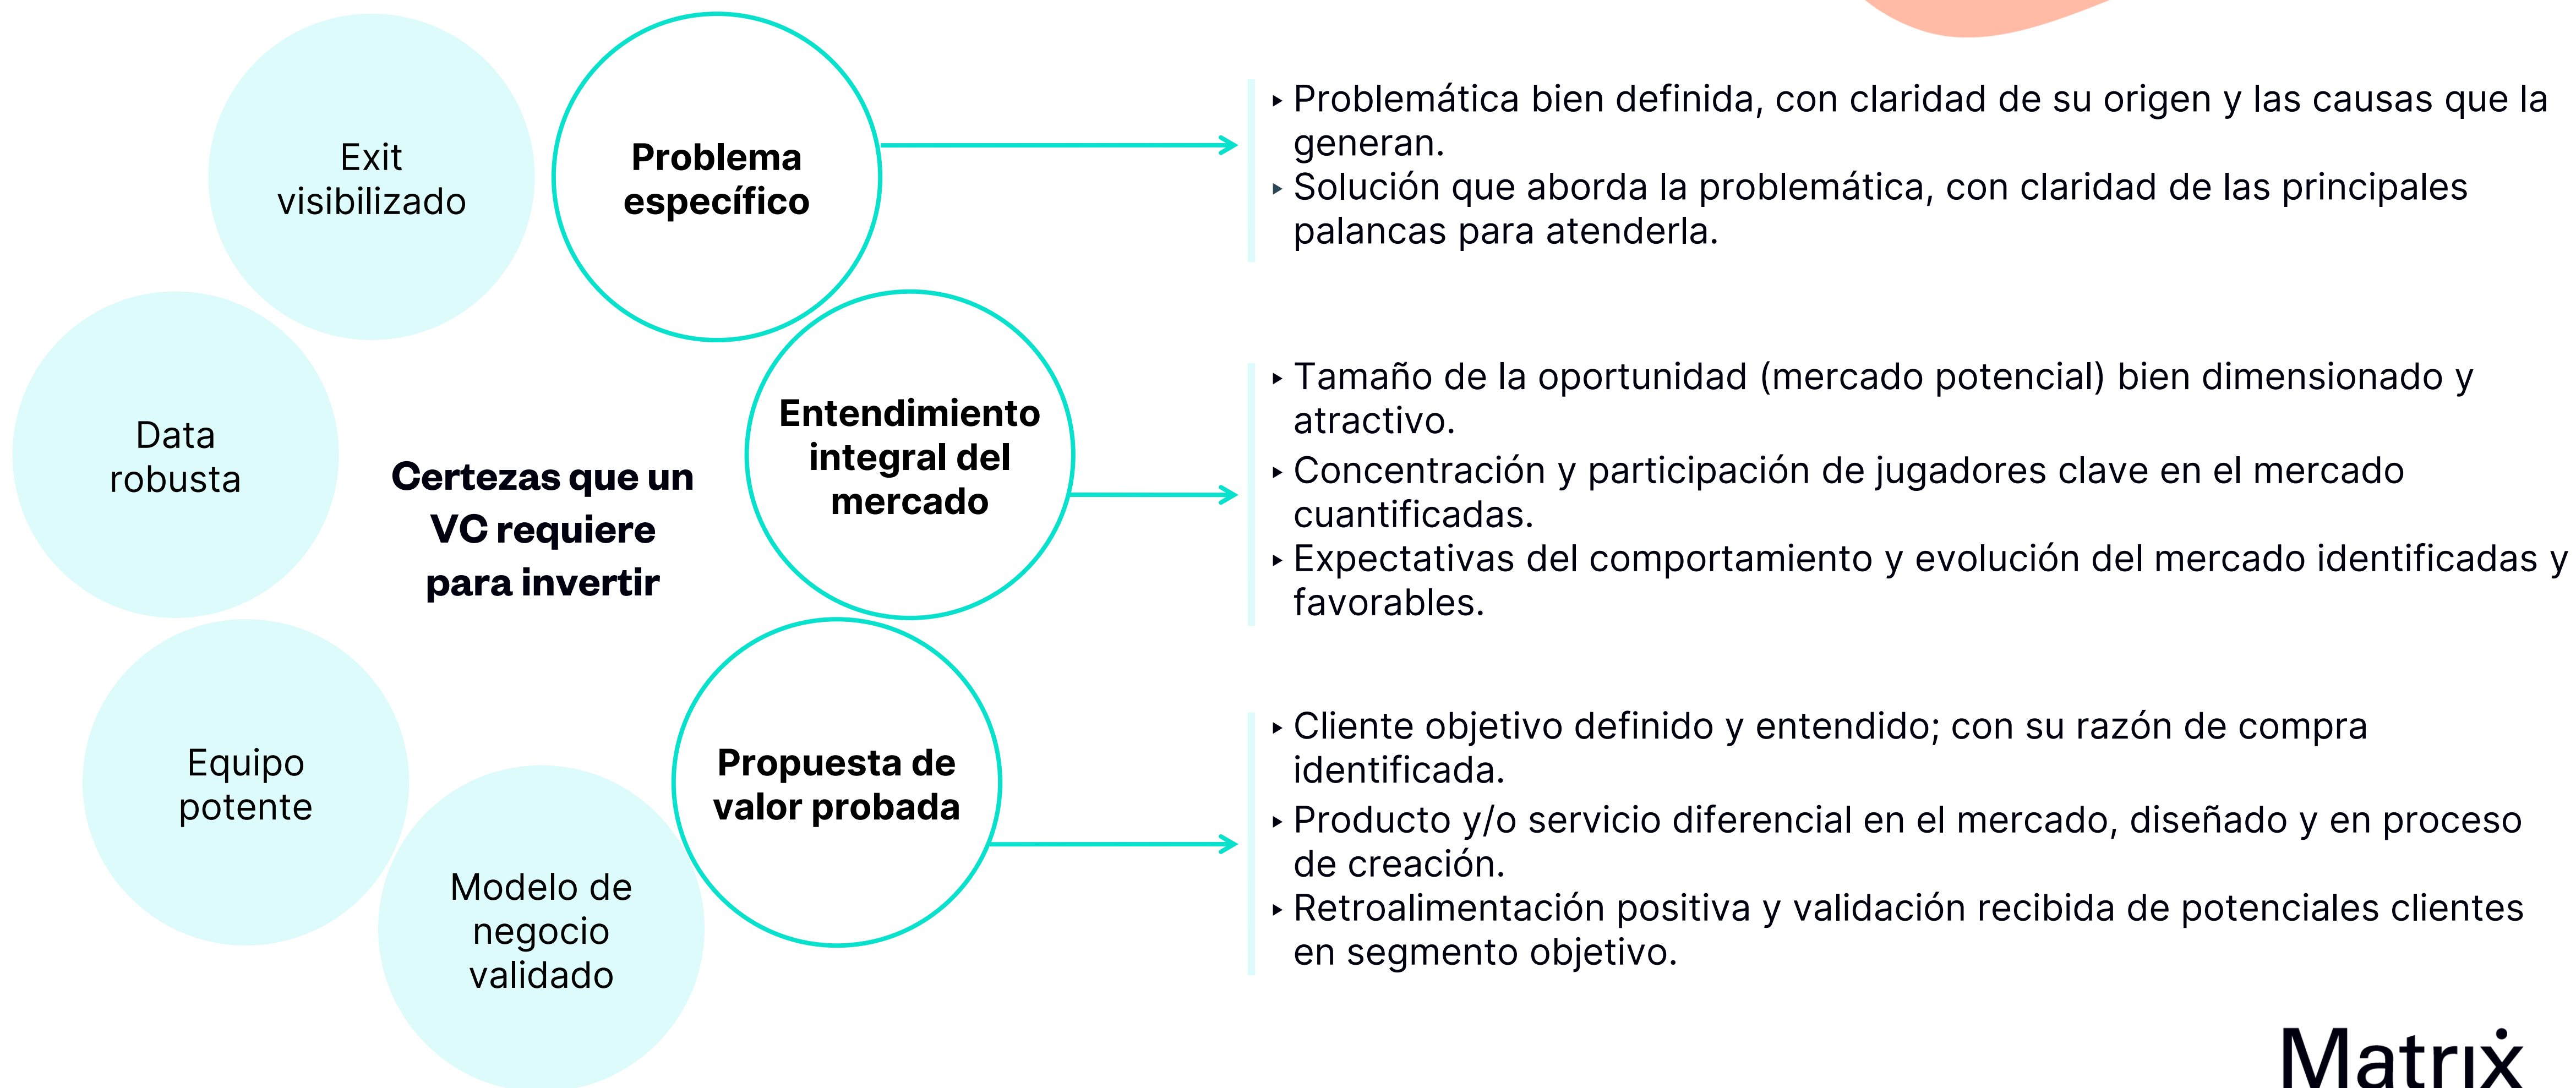 Exit
visibilizado
Problema
específico
Problemática bien definida, con claridad de su origen y las causas que la
generan.
Solución que aborda la problemática, con claridad de las principales
palancas para atenderla.
Data
robusta
Certezas que un
VC requiere
para invertir
Entendimiento
integral del
mercado
Tamaño de la oportunidad (mercado potencial) bien dimensionado y
atractivo.
Concentración y participación de jugadores clave en el mercado
cuantificadas.
Expectativas del comportamiento y evolución del mercado identificadas y
favorables.
Equipo
potente
Modelo de
negocio
validado
Propuesta de
valor probada
Cliente objetivo definido y entendido; con su razón de compra
identificada.
Producto y/o servicio diferencial en el mercado, diseñado y en proceso
de creación.
Retroalimentación positiva y validación recibida de potenciales clientes
en segmento objetivo.
Matrix